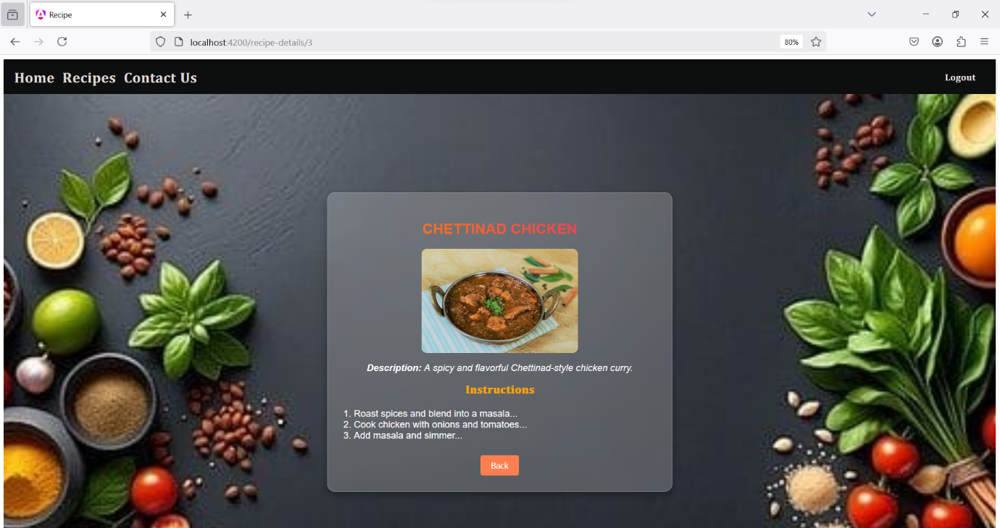 Recipe
localhost:4200/recipe-details/3
80%
Home Recipes Contact Us
Logout
CHETTINAD CHICKEN
Description: A spicy and flavorful Chettinad-style chicken curry.
Instructions
1. Roast spices and blend into a masala...
2. Cook chicken with onions and tomatoes...
3. Add masala and simmer...
Back